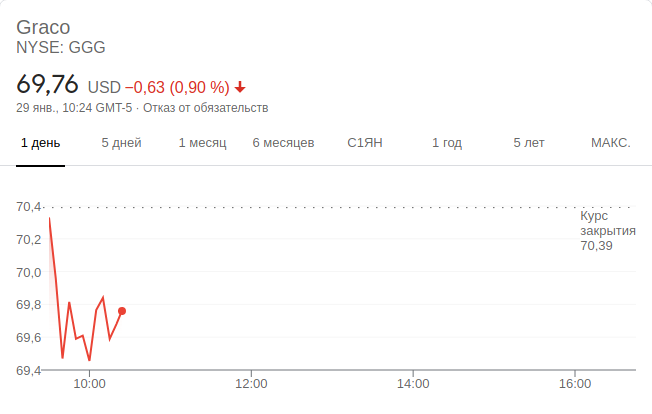 Graco
NYSE: GGG
69,76 USD −0,63 (0,90 %)
29 янв., 10:24 GMT-5 · Отказ от обязательств
1 день 5 дней 1 месяц 6 месяцев С1ЯН 1 год 5 лет МАКС.
70,4
Курс
закрытия
70,39
70,2
70,0
69,8
69,6
69,4
10:00 12:00 14:00 16:00